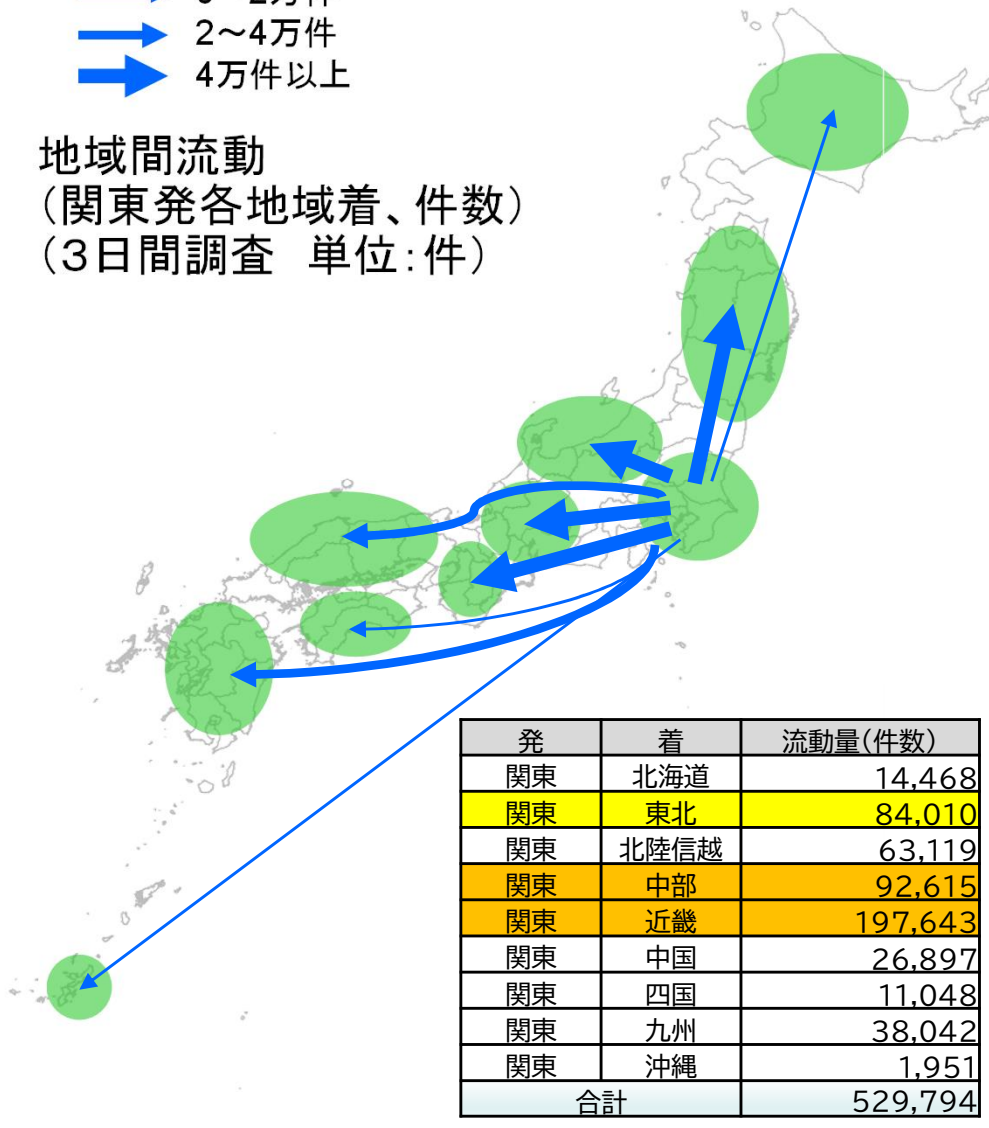 0～2万件
2～4万件
4万件以上
地域間流動
（関東発各地域着、件数）
（3日間調査　単位：件）
発 着 流動量（件数）
関東 北海道 14,468
関東 東北 84,010
関東 北陸信越 63,119
関東 中部 92,615
関東 近畿 197,643
関東 中国 26,897
関東 四国 11,048
関東 九州 38,042
関東 沖縄 1,951
合計 529,794